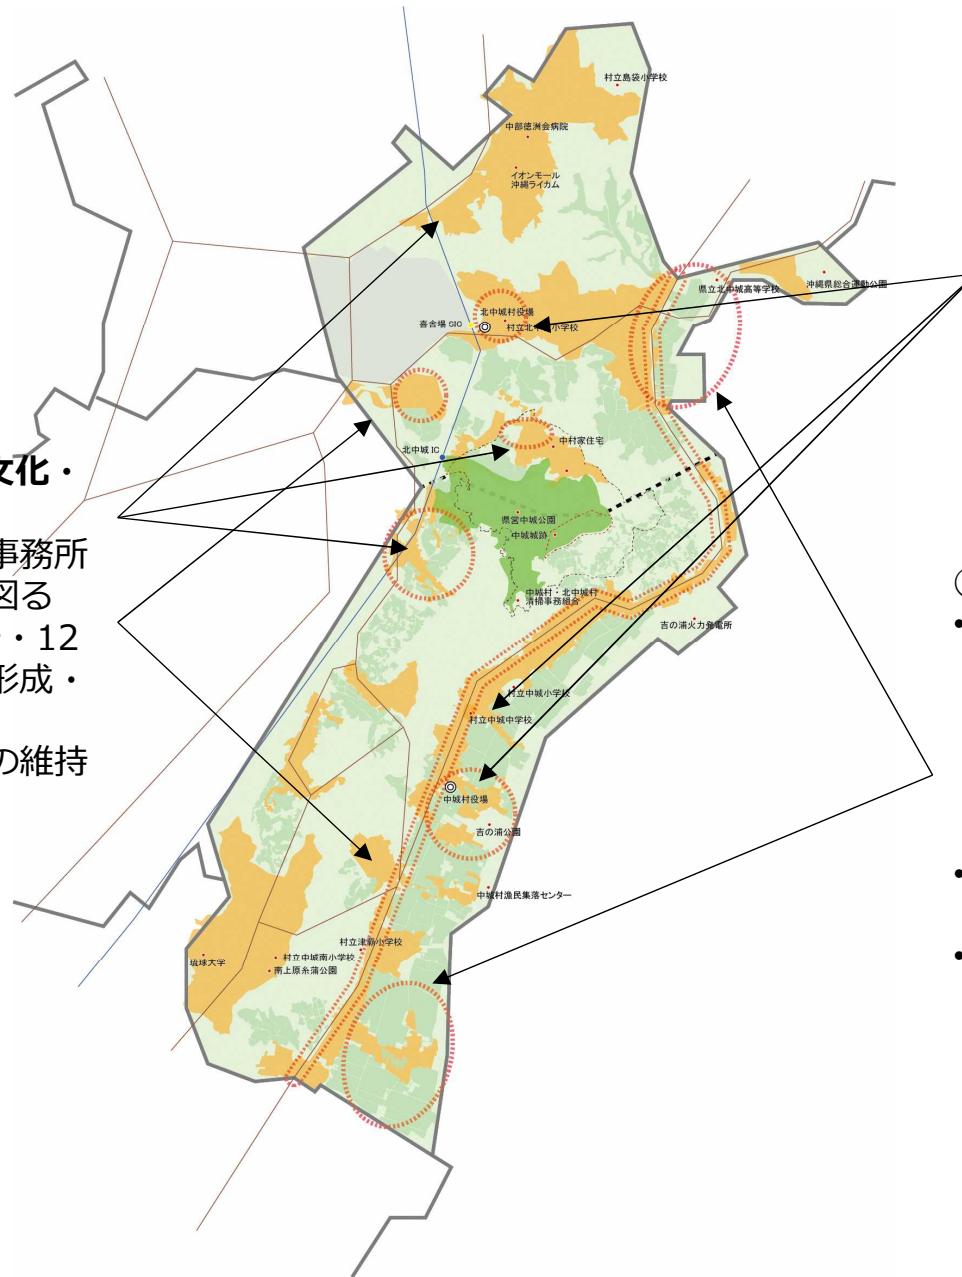 村立島袋小学校
中部徳洲会病院
イオンモール
沖縄ライカム
県立北中城高等学校
沖縄県総合運動公園
北中城村役場
喜舎場 SIC
村立北中城小学校
中村家住宅
北中城 IC
文化・
県営中城公園
中城城跡
事務所
図る
・12
形成・
の維持
中城村・北中城村
清掃事務組合
吉の浦火力発電所
村立中城小学校
村立中城中学校
中城村役場
吉の浦公園
中城村漁民集落センター
村立津覇小学校
琉球大学
村立中城南小学校
南上原糸蒲公園